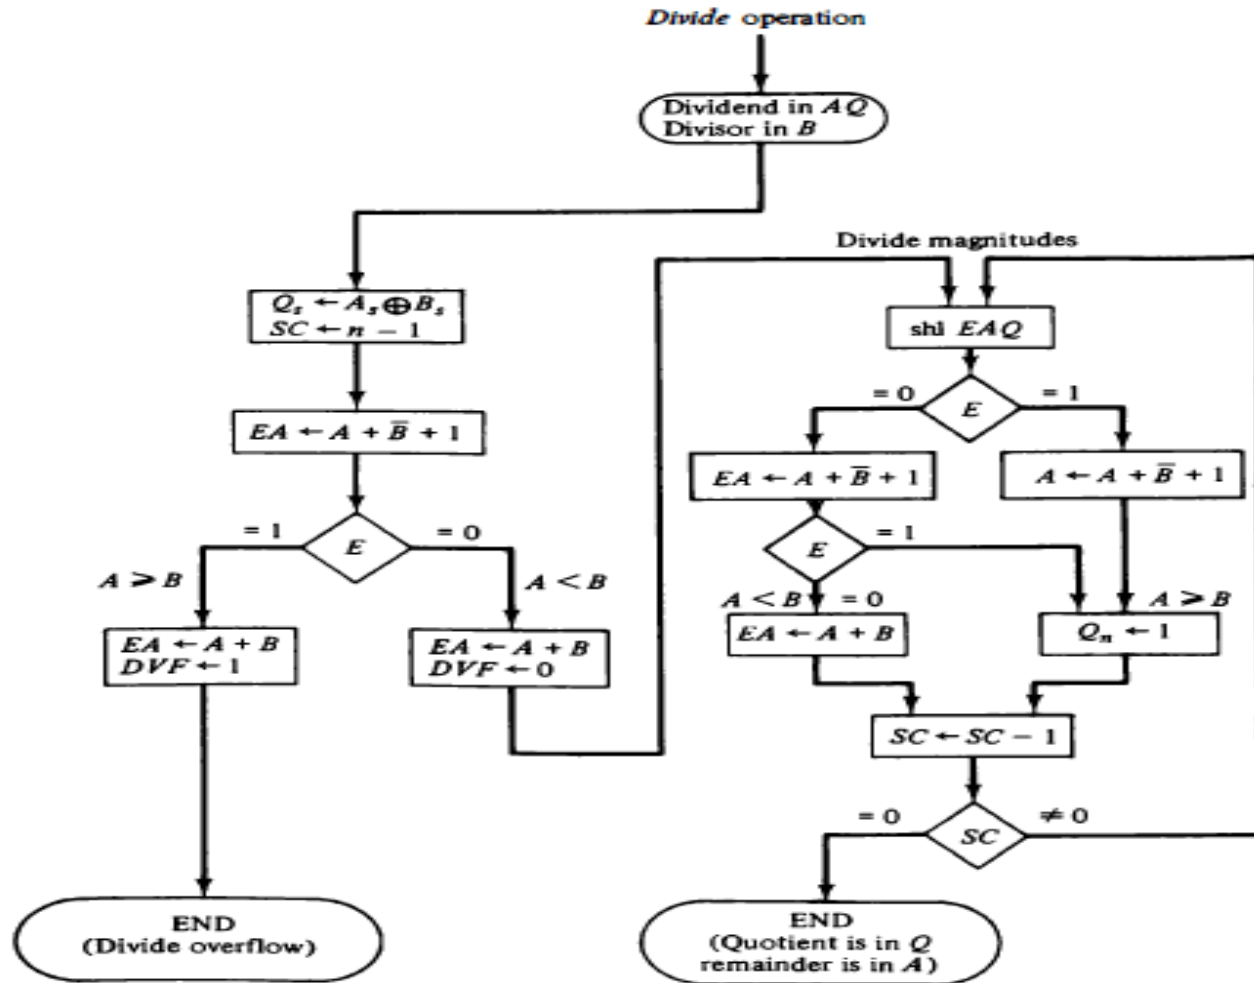 Divide operation
Dividend in AQ
Divisor in B
Qₛ ← Aₛ ⊕ Bₛ
SC ← n − 1
EA ← A + B̅ + 1
= 1
E
= 0
A ⩾ B
A < B
EA ← A + B
DVF ← 1
EA ← A + B
DVF ← 0
END
(Divide overflow)
Divide magnitudes
shl EAQ
= 0
E
= 1
EA ← A + B̅ + 1
A ← A + B̅ + 1
E
= 1
A < B
= 0
A ⩾ B
EA ← A + B
Qₙ ← 1
SC ← SC − 1
= 0
SC
≠ 0
END
(Quotient is in Q
remainder is in A)